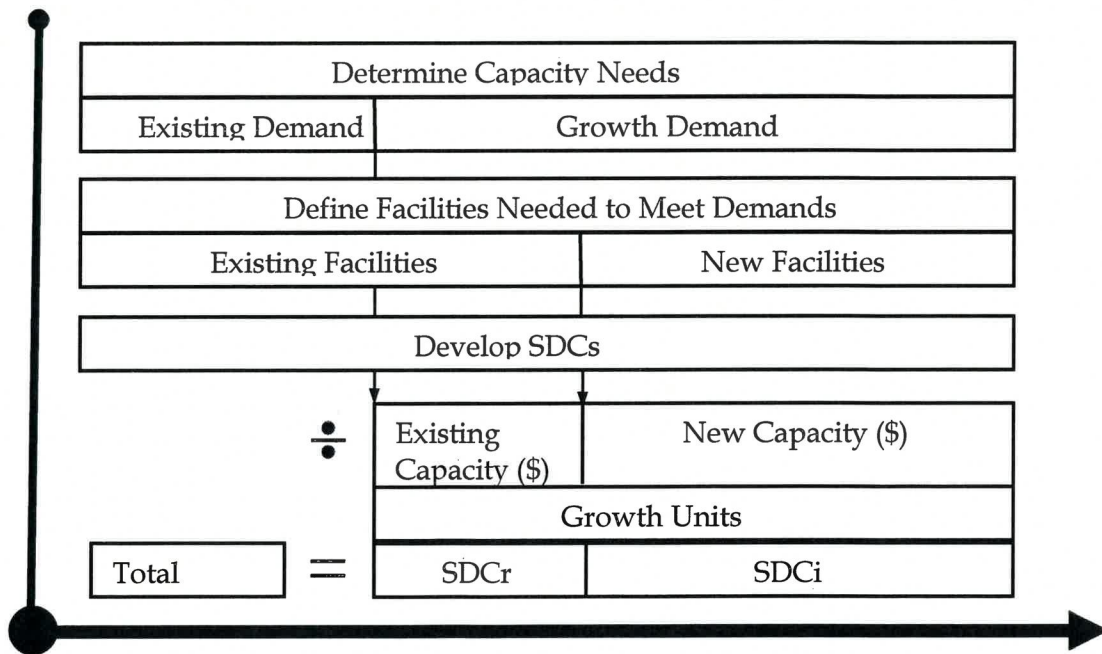 Determine Capacity Needs
Existing Demand
Growth Demand
Define Facilities Needed to Meet Demands
Existing Facilities
New Facilities
Develop SDCs
÷
Existing
Capacity ($)
New Capacity ($)
Growth Units
Total
=
SDCr
SDCi